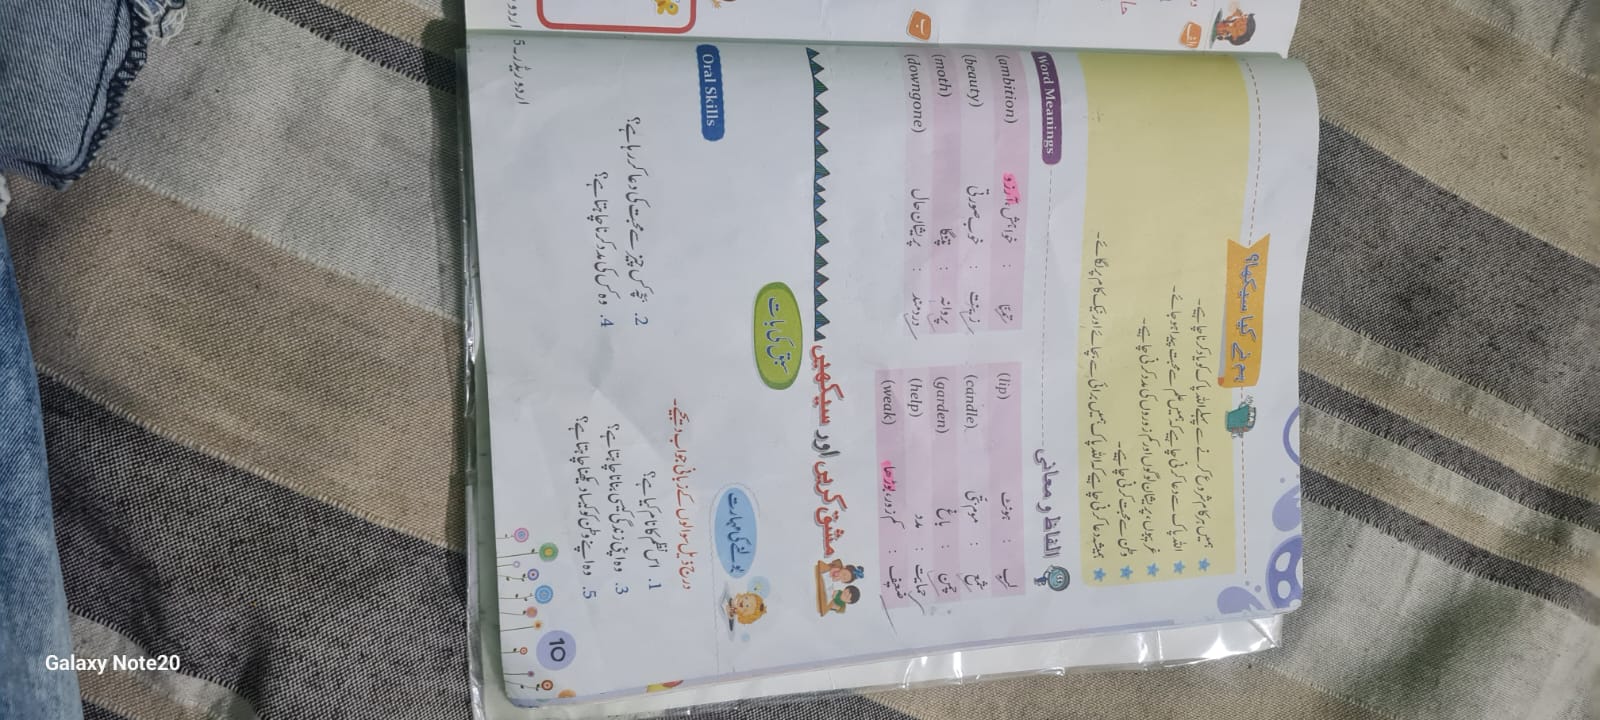 ہم نے کیا سیکھا؟
ہمیں ہر کام شروع کرنے سے پہلے اللہ پاک کو یاد کرنا چاہیے۔
اللہ پاک سے دعا کرنی چاہیے کہ ہمیں علم سے محبت پیدا ہو جائے۔
غریبوں، پریشان لوگوں اور کم زوروں کی مدد کرنی چاہیے۔
وطن سے محبت کرنی چاہیے۔
ہمیشہ دعا کرنی چاہیے کہ اللہ پاک ہمیں برائی سے بچائے اور نیک کام پر لگائے۔
الفاظ و معانی Word Meanings
لب : ہونٹ (lip)
شمع : موم بتّی (candle)
چمن : باغ (garden)
حمایت : مدد (help)
ضعیف : کم زور، بوڑھا (weak)
تمنّا : خواہش، آرزو (ambition)
زینت : خوب صورتی (beauty)
پروانہ : پتنگا (moth)
دردمند : پریشان حال (downgone)
مشق کریں اور سیکھیں
سبق کی بات
بولنے کی مہارت
Oral Skills
درج ذیل سوالوں کے زبانی جواب دیجیے۔
1. اس نظم کا نام کیا ہے؟
2. بچہ کس چیز سے محبت کی دعا کر رہا ہے؟
3. وہ اپنی زندگی کیسی بنانا چاہتا ہے؟
4. وہ کس کی مدد کرنا چاہتا ہے؟
5. وہ اپنے وطن کو کیسا دیکھنا چاہتا ہے؟
10
اردو ریڈر۔5
الف
ب
Galaxy Note20